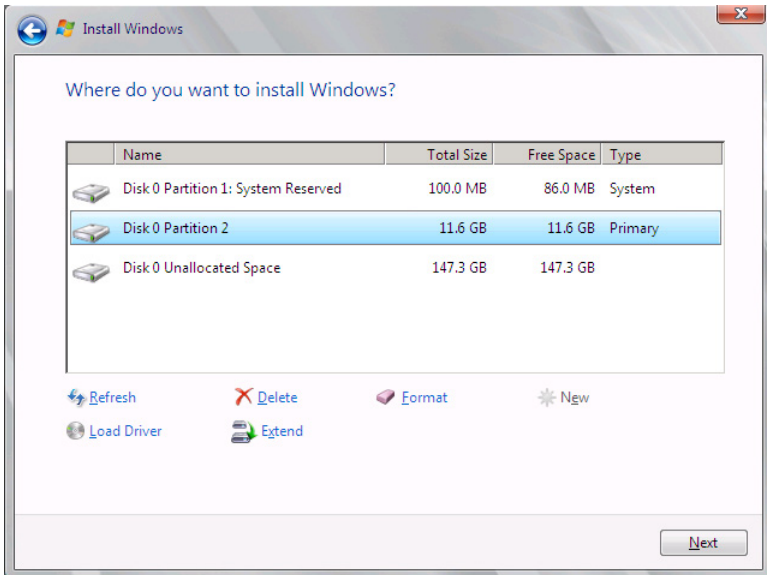 Install Windows
Where do you want to install Windows?
Name Total Size Free Space Type
Disk 0 Partition 1: System Reserved 100.0 MB 86.0 MB System
Disk 0 Partition 2 11.6 GB 11.6 GB Primary
Disk 0 Unallocated Space 147.3 GB 147.3 GB
Refresh Delete Format New
Load Driver Extend
Next